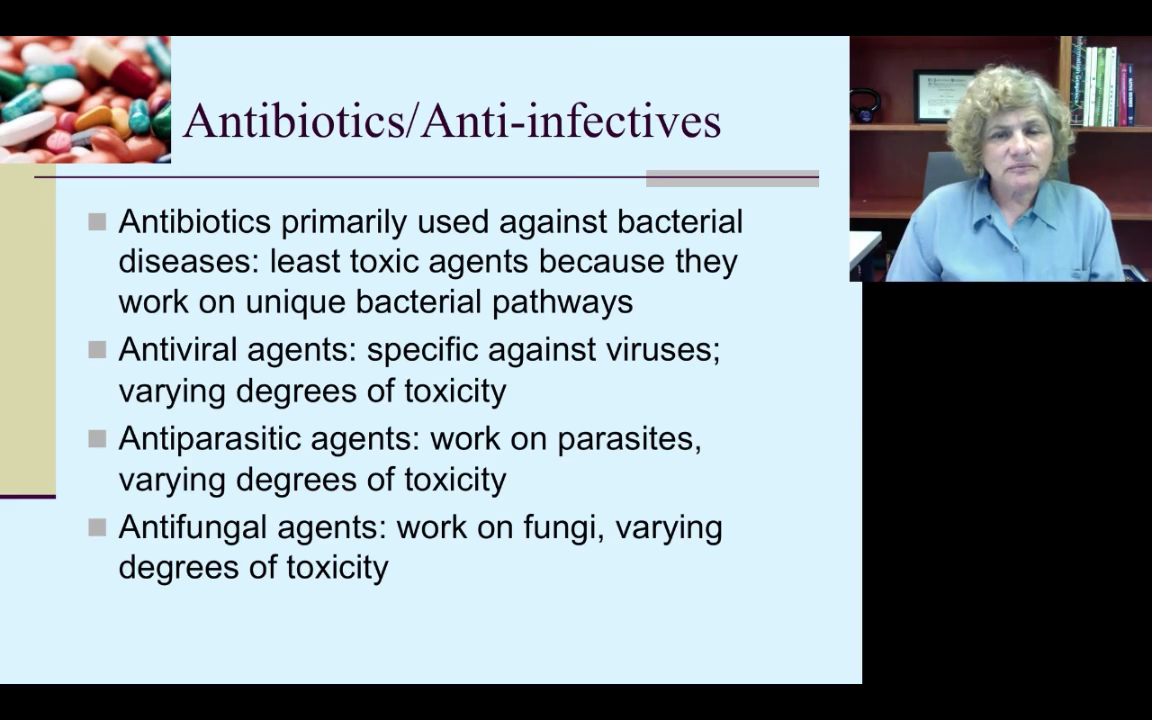 Antibiotics/Anti-infectives
Antibiotics primarily used against bacterial
diseases: least toxic agents because they
work on unique bacterial pathways
Antiviral agents: specific against viruses;
varying degrees of toxicity
Antiparasitic agents: work on parasites,
varying degrees of toxicity
Antifungal agents: work on fungi, varying
degrees of toxicity